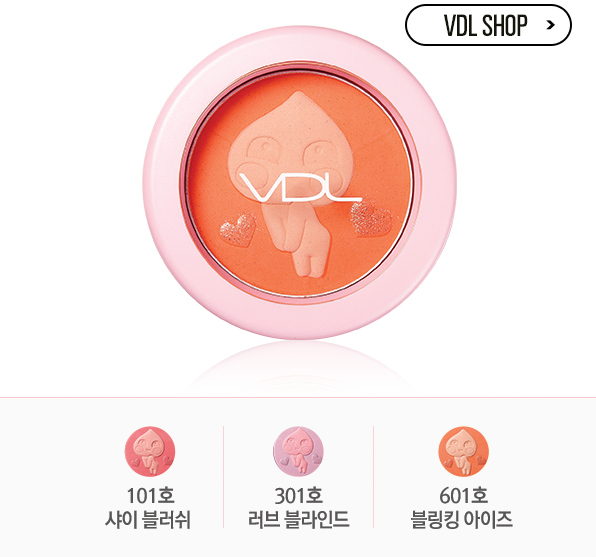 VDL SHOP
VDL
101호
샤이 블러쉬
301호
러브 블라인드
601호
블링킹 아이즈